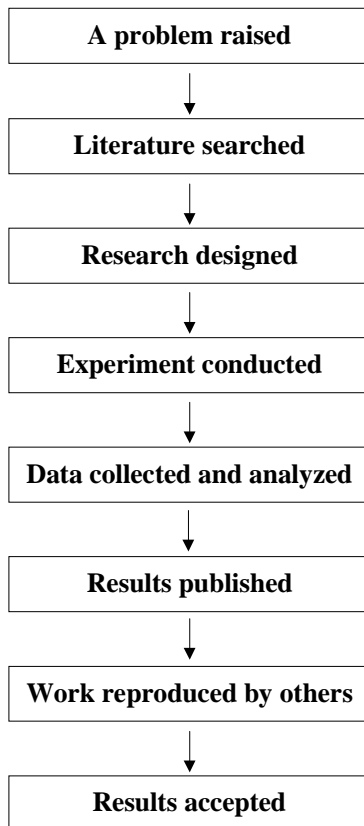 A problem raised
Literature searched
Research designed
Experiment conducted
Data collected and analyzed
Results published
Work reproduced by others
Results accepted